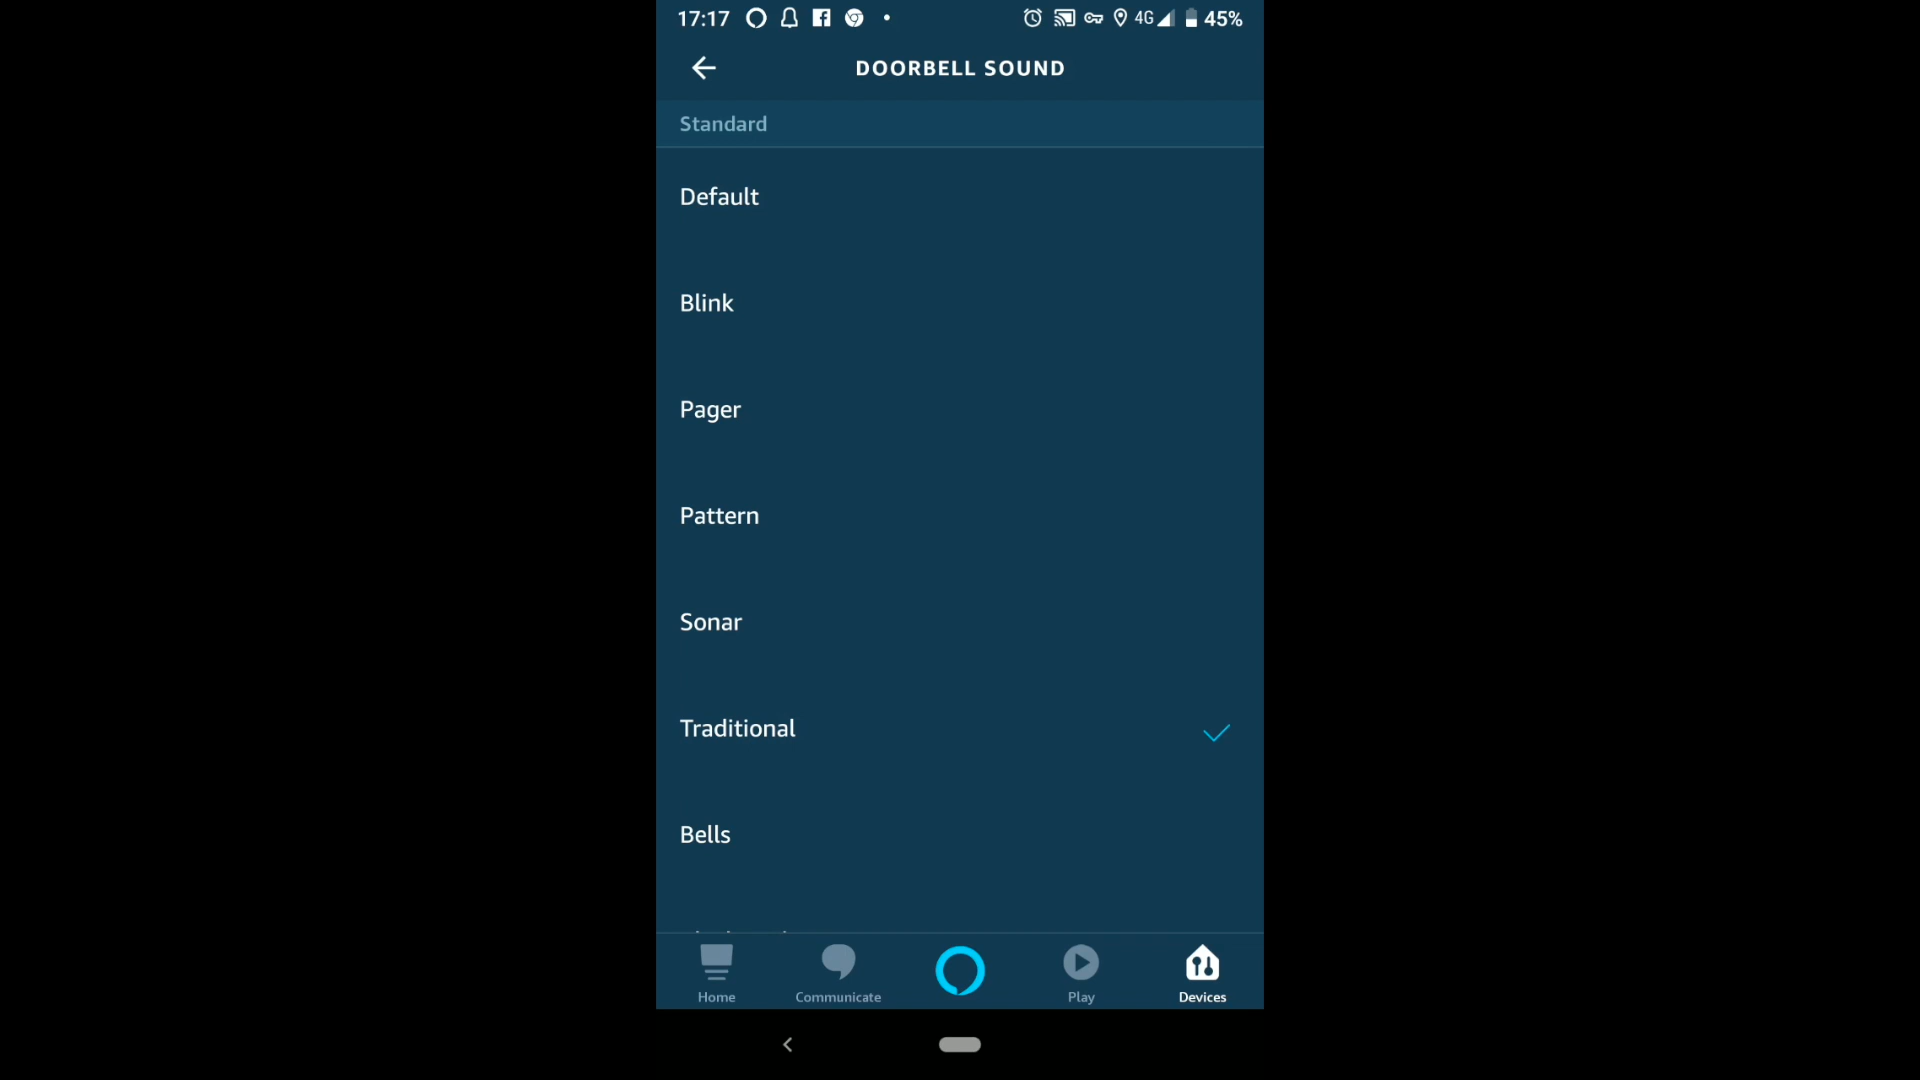 17:17 4G 45%
DOORBELL SOUND
Standard
Default
Blink
Pager
Pattern
Sonar
Traditional
Bells
Home Communicate Play Devices